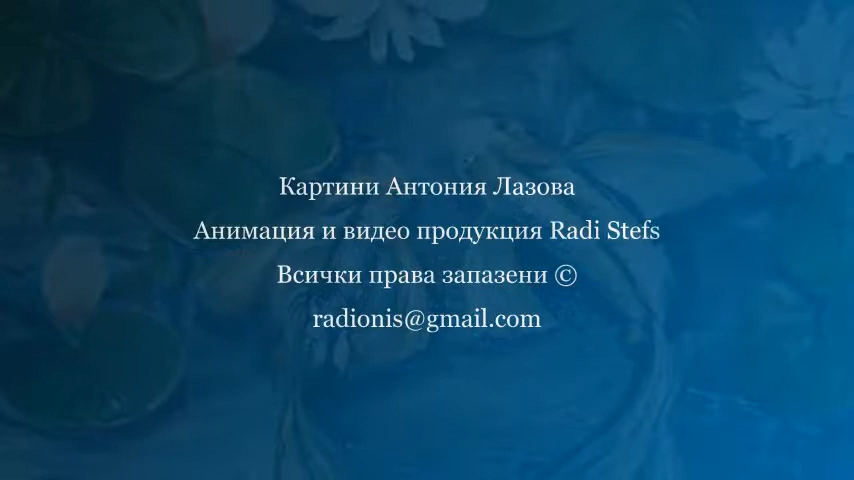 Картини Антония Лазова
Анимация и видео продукция Radi Stefs
Всички права запазени ©
radionis@gmail.com